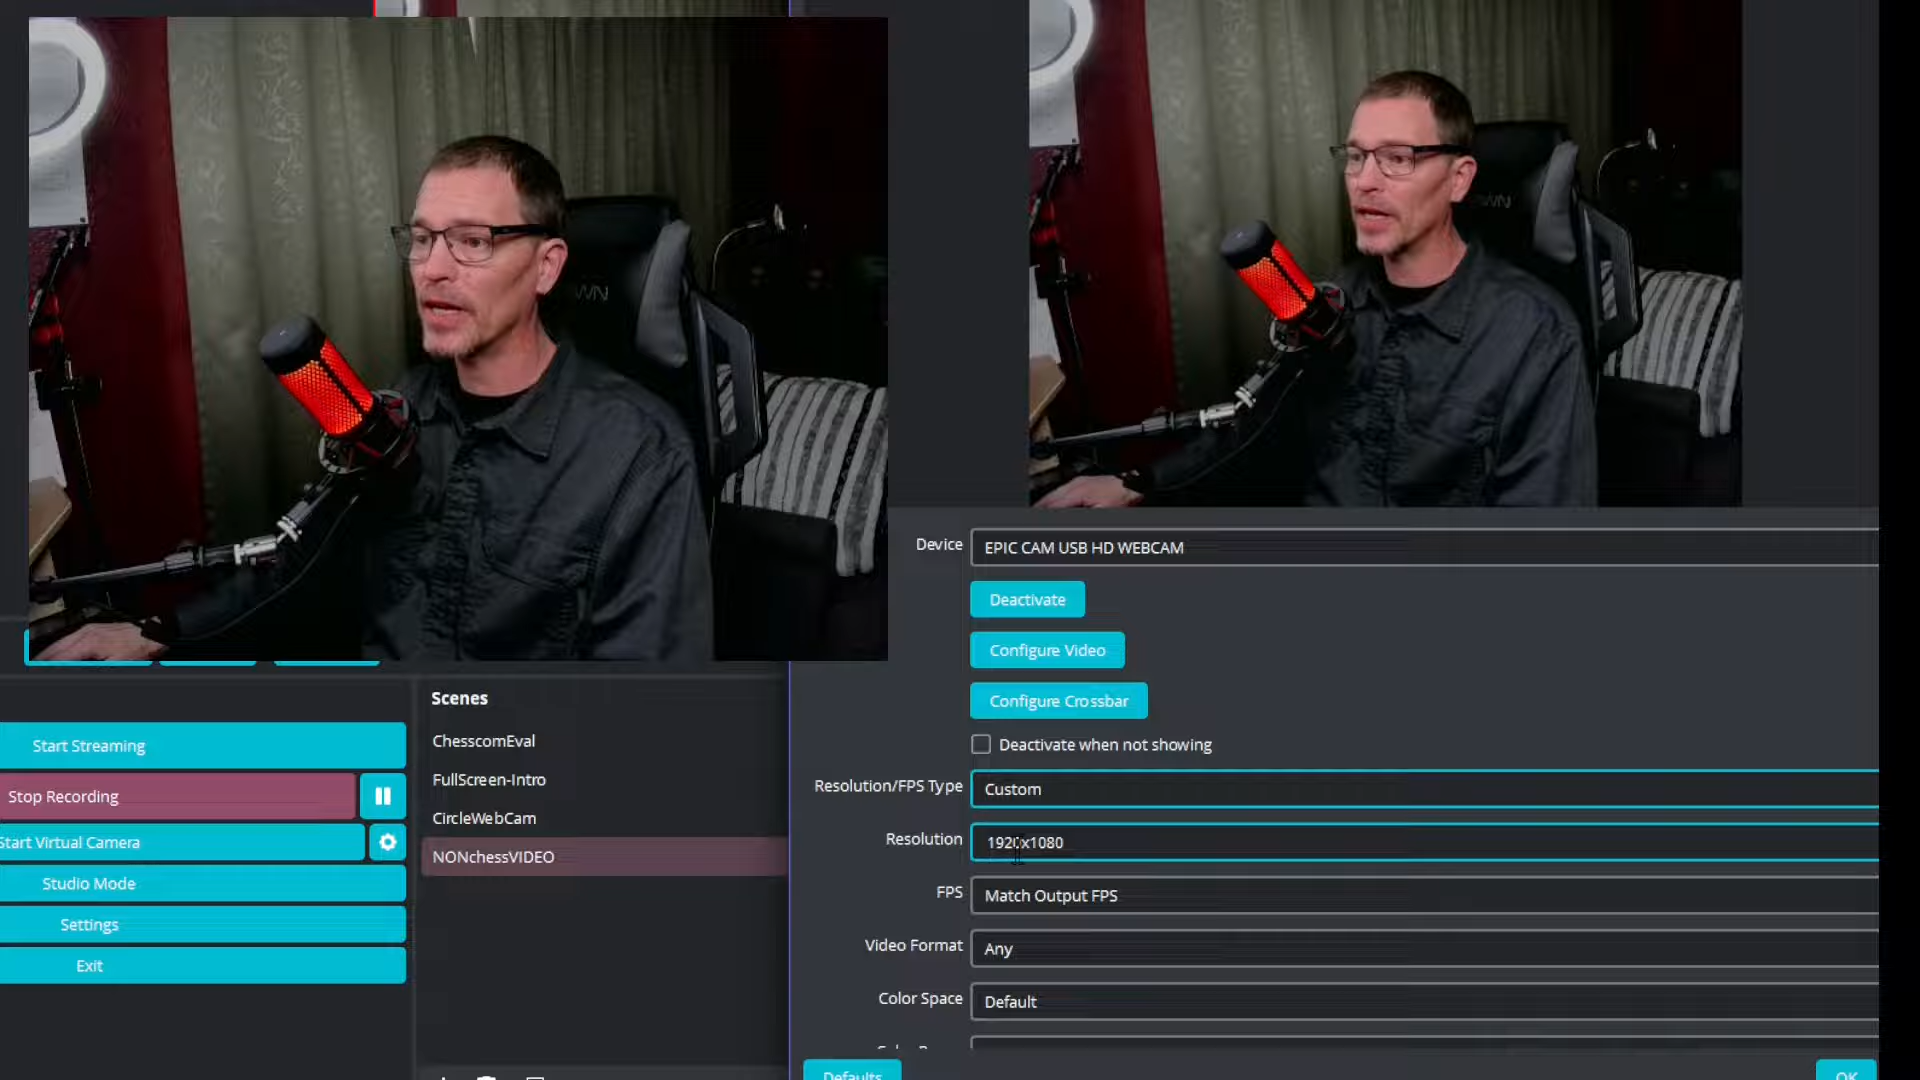 WN
WN
Start Streaming
Stop Recording
Start Virtual Camera
Studio Mode
Settings
Exit
Scenes
ChesscomEval
FullScreen-Intro
CircleWebCam
NONchessVIDEO
Device
EPIC CAM USB HD WEBCAM
Deactivate
Configure Video
Configure Crossbar
Deactivate when not showing
Resolution/FPS Type
Custom
Resolution
1920x1080
FPS
Match Output FPS
Video Format
Any
Color Space
Default
Defaults
OK